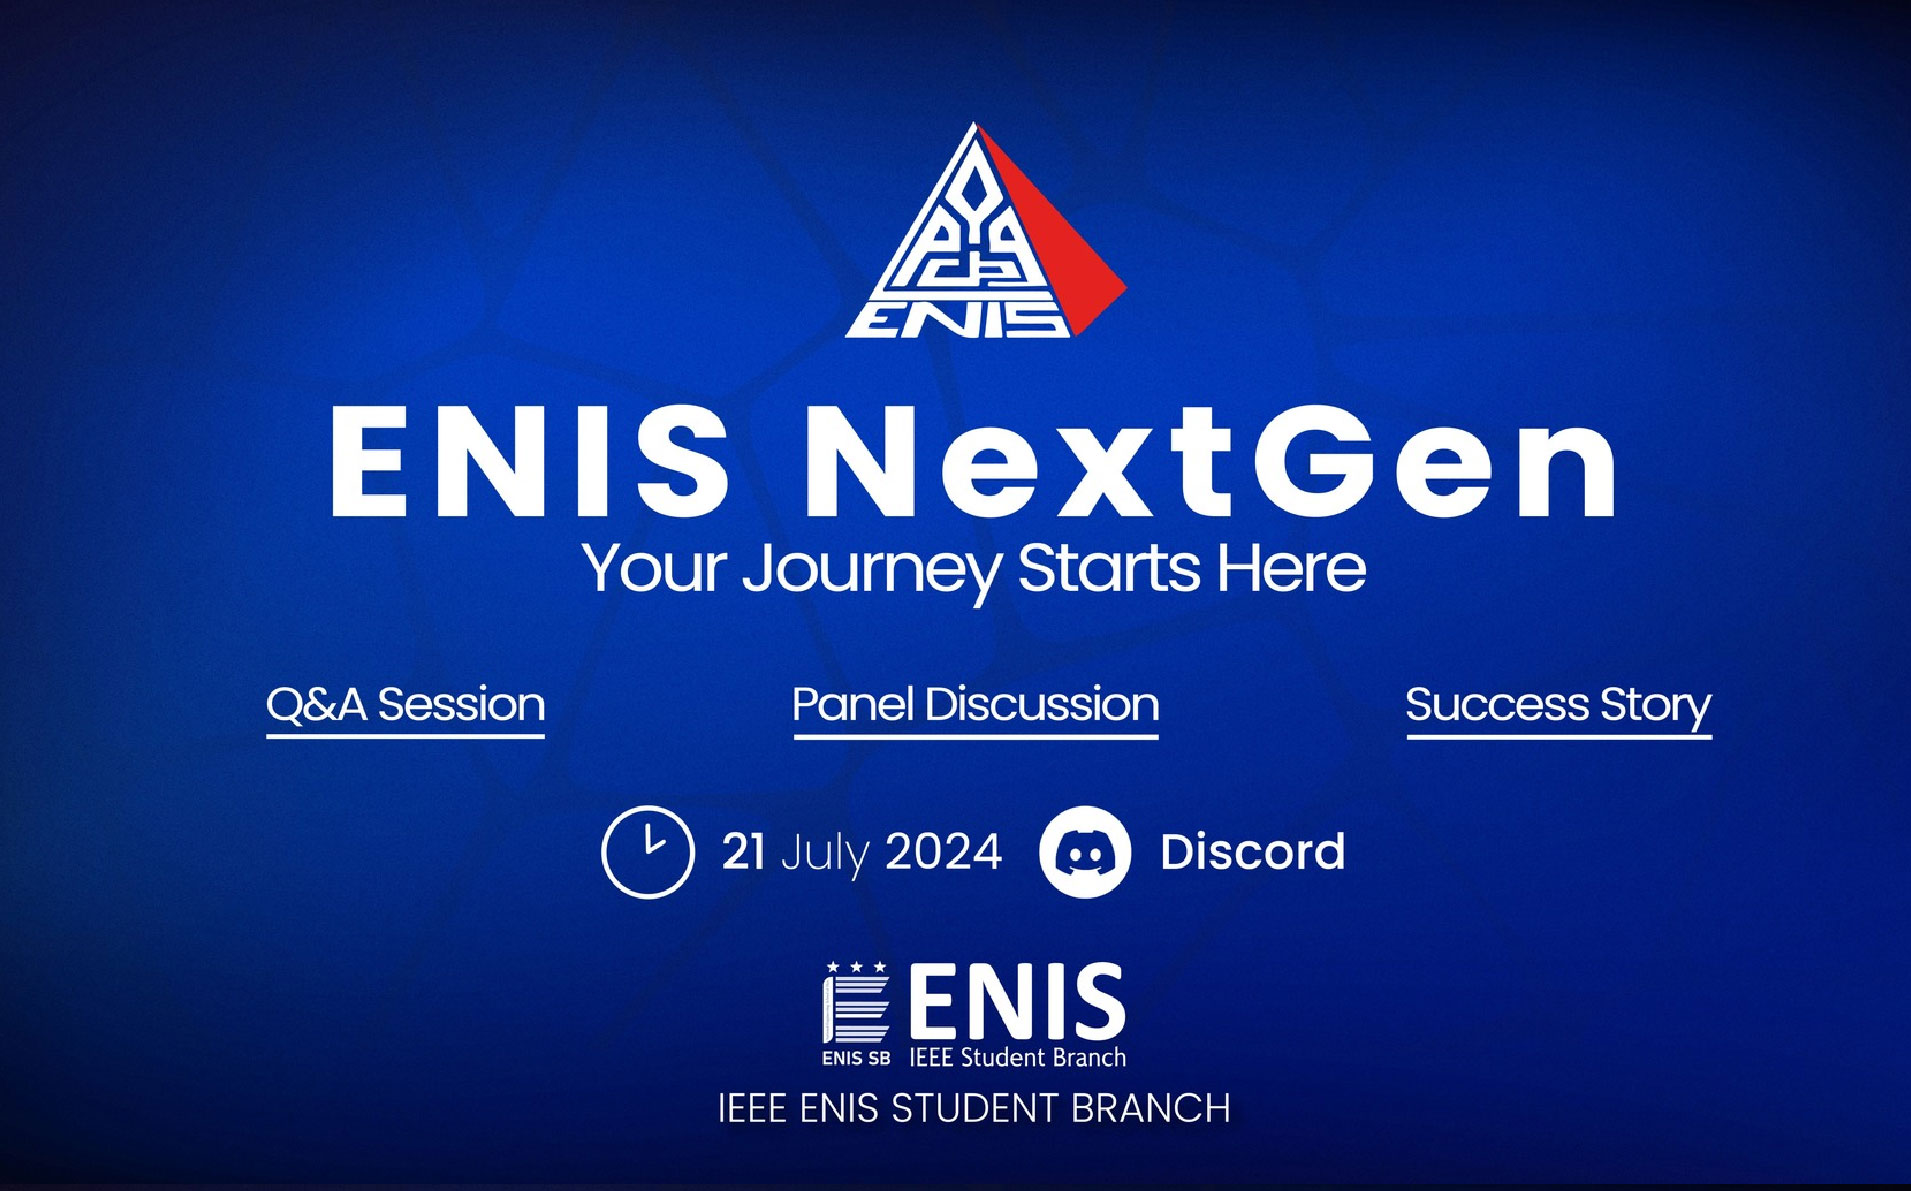 ENIS
ENIS NextGen
Your Journey Starts Here
Q&A Session
Panel Discussion
Success Story
21 July 2024
Discord
ENIS
ENIS SB
IEEE Student Branch
IEEE ENIS STUDENT BRANCH